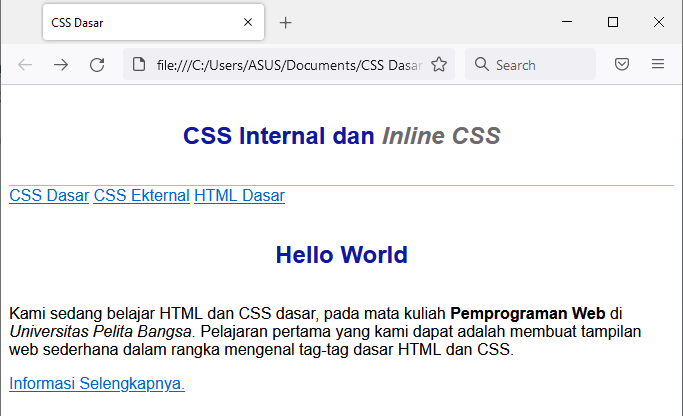 CSS Dasar
file:///C:/Users/ASUS/Documents/CSS Dasar
Search
CSS Internal dan Inline CSS
CSS Dasar CSS Ekternal HTML Dasar
Hello World
Kami sedang belajar HTML dan CSS dasar, pada mata kuliah Pemprograman Web di
Universitas Pelita Bangsa. Pelajaran pertama yang kami dapat adalah membuat tampilan
web sederhana dalam rangka mengenal tag-tag dasar HTML dan CSS.
Informasi Selengkapnya.